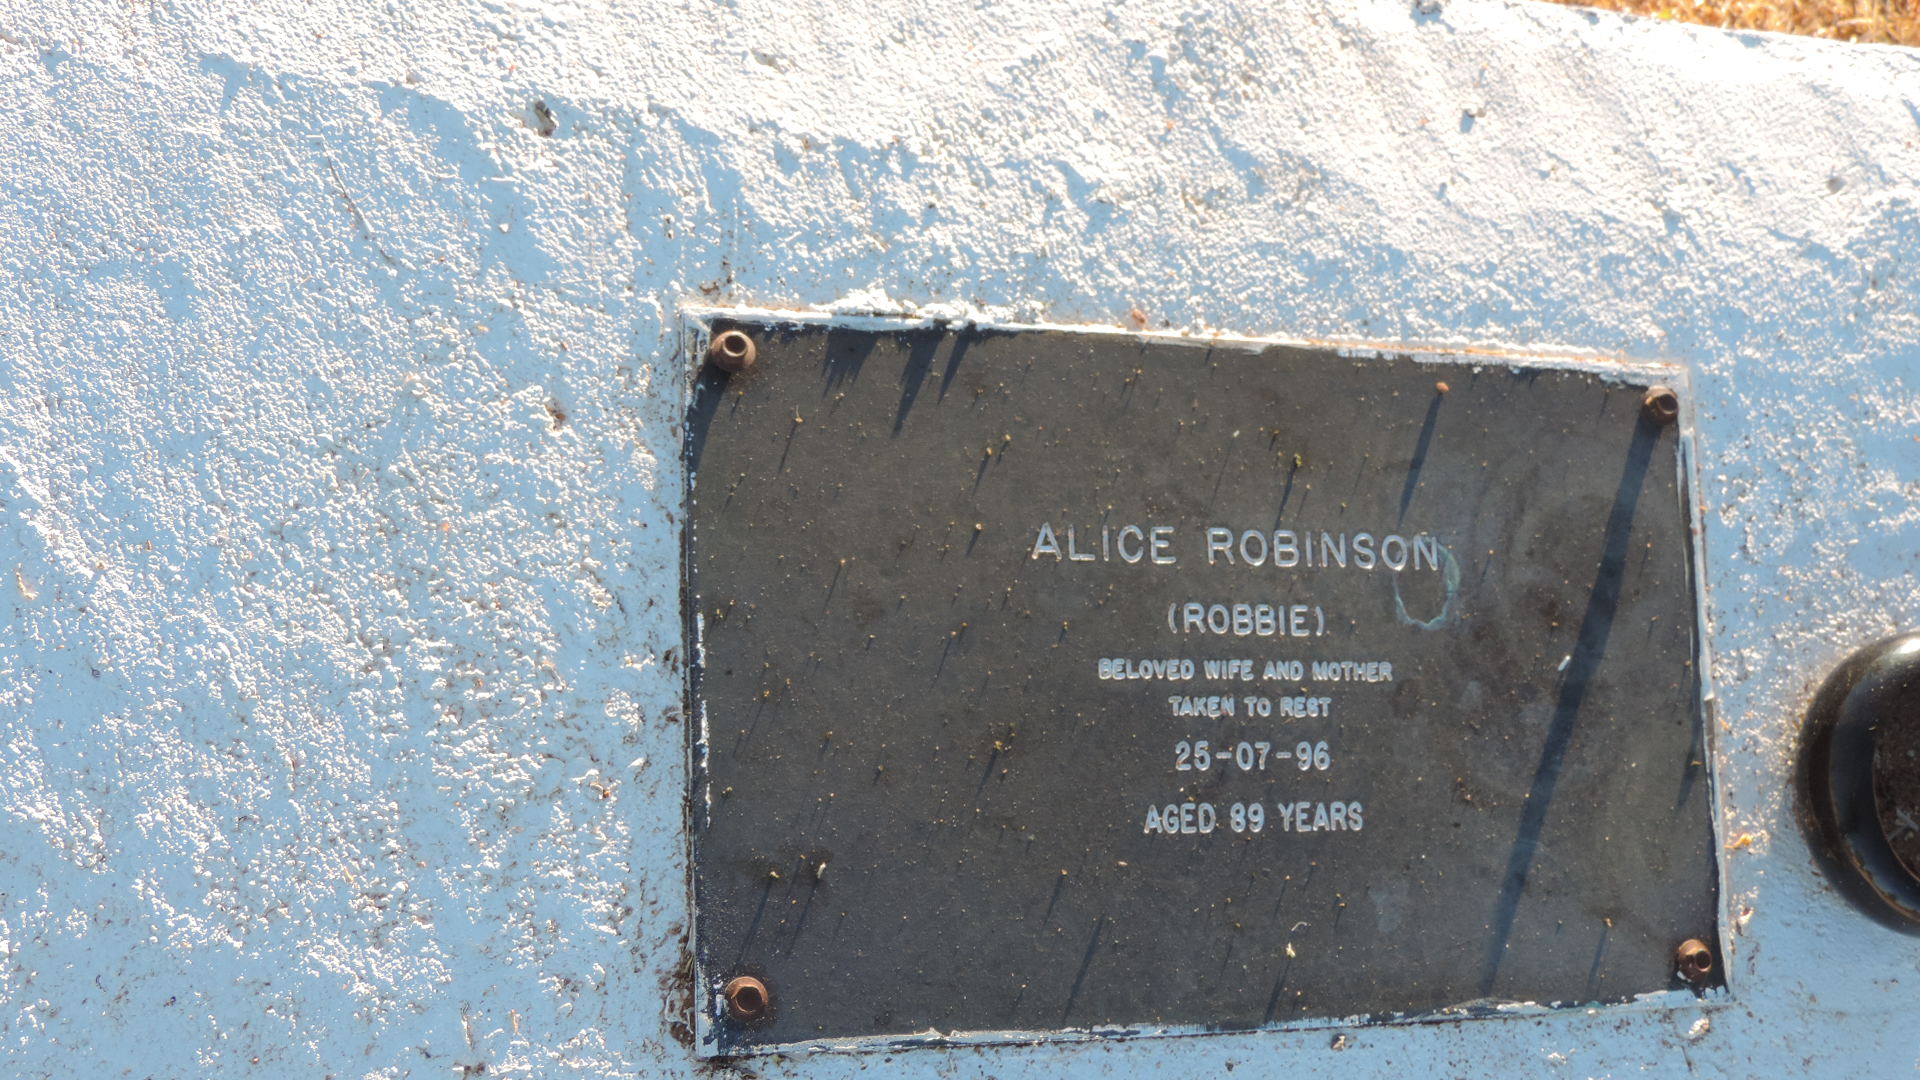 ALICE ROBINSON
(ROBBIE)
BELOVED WIFE AND MOTHER
TAKEN TO REST
25-07-96
AGED 89 YEARS